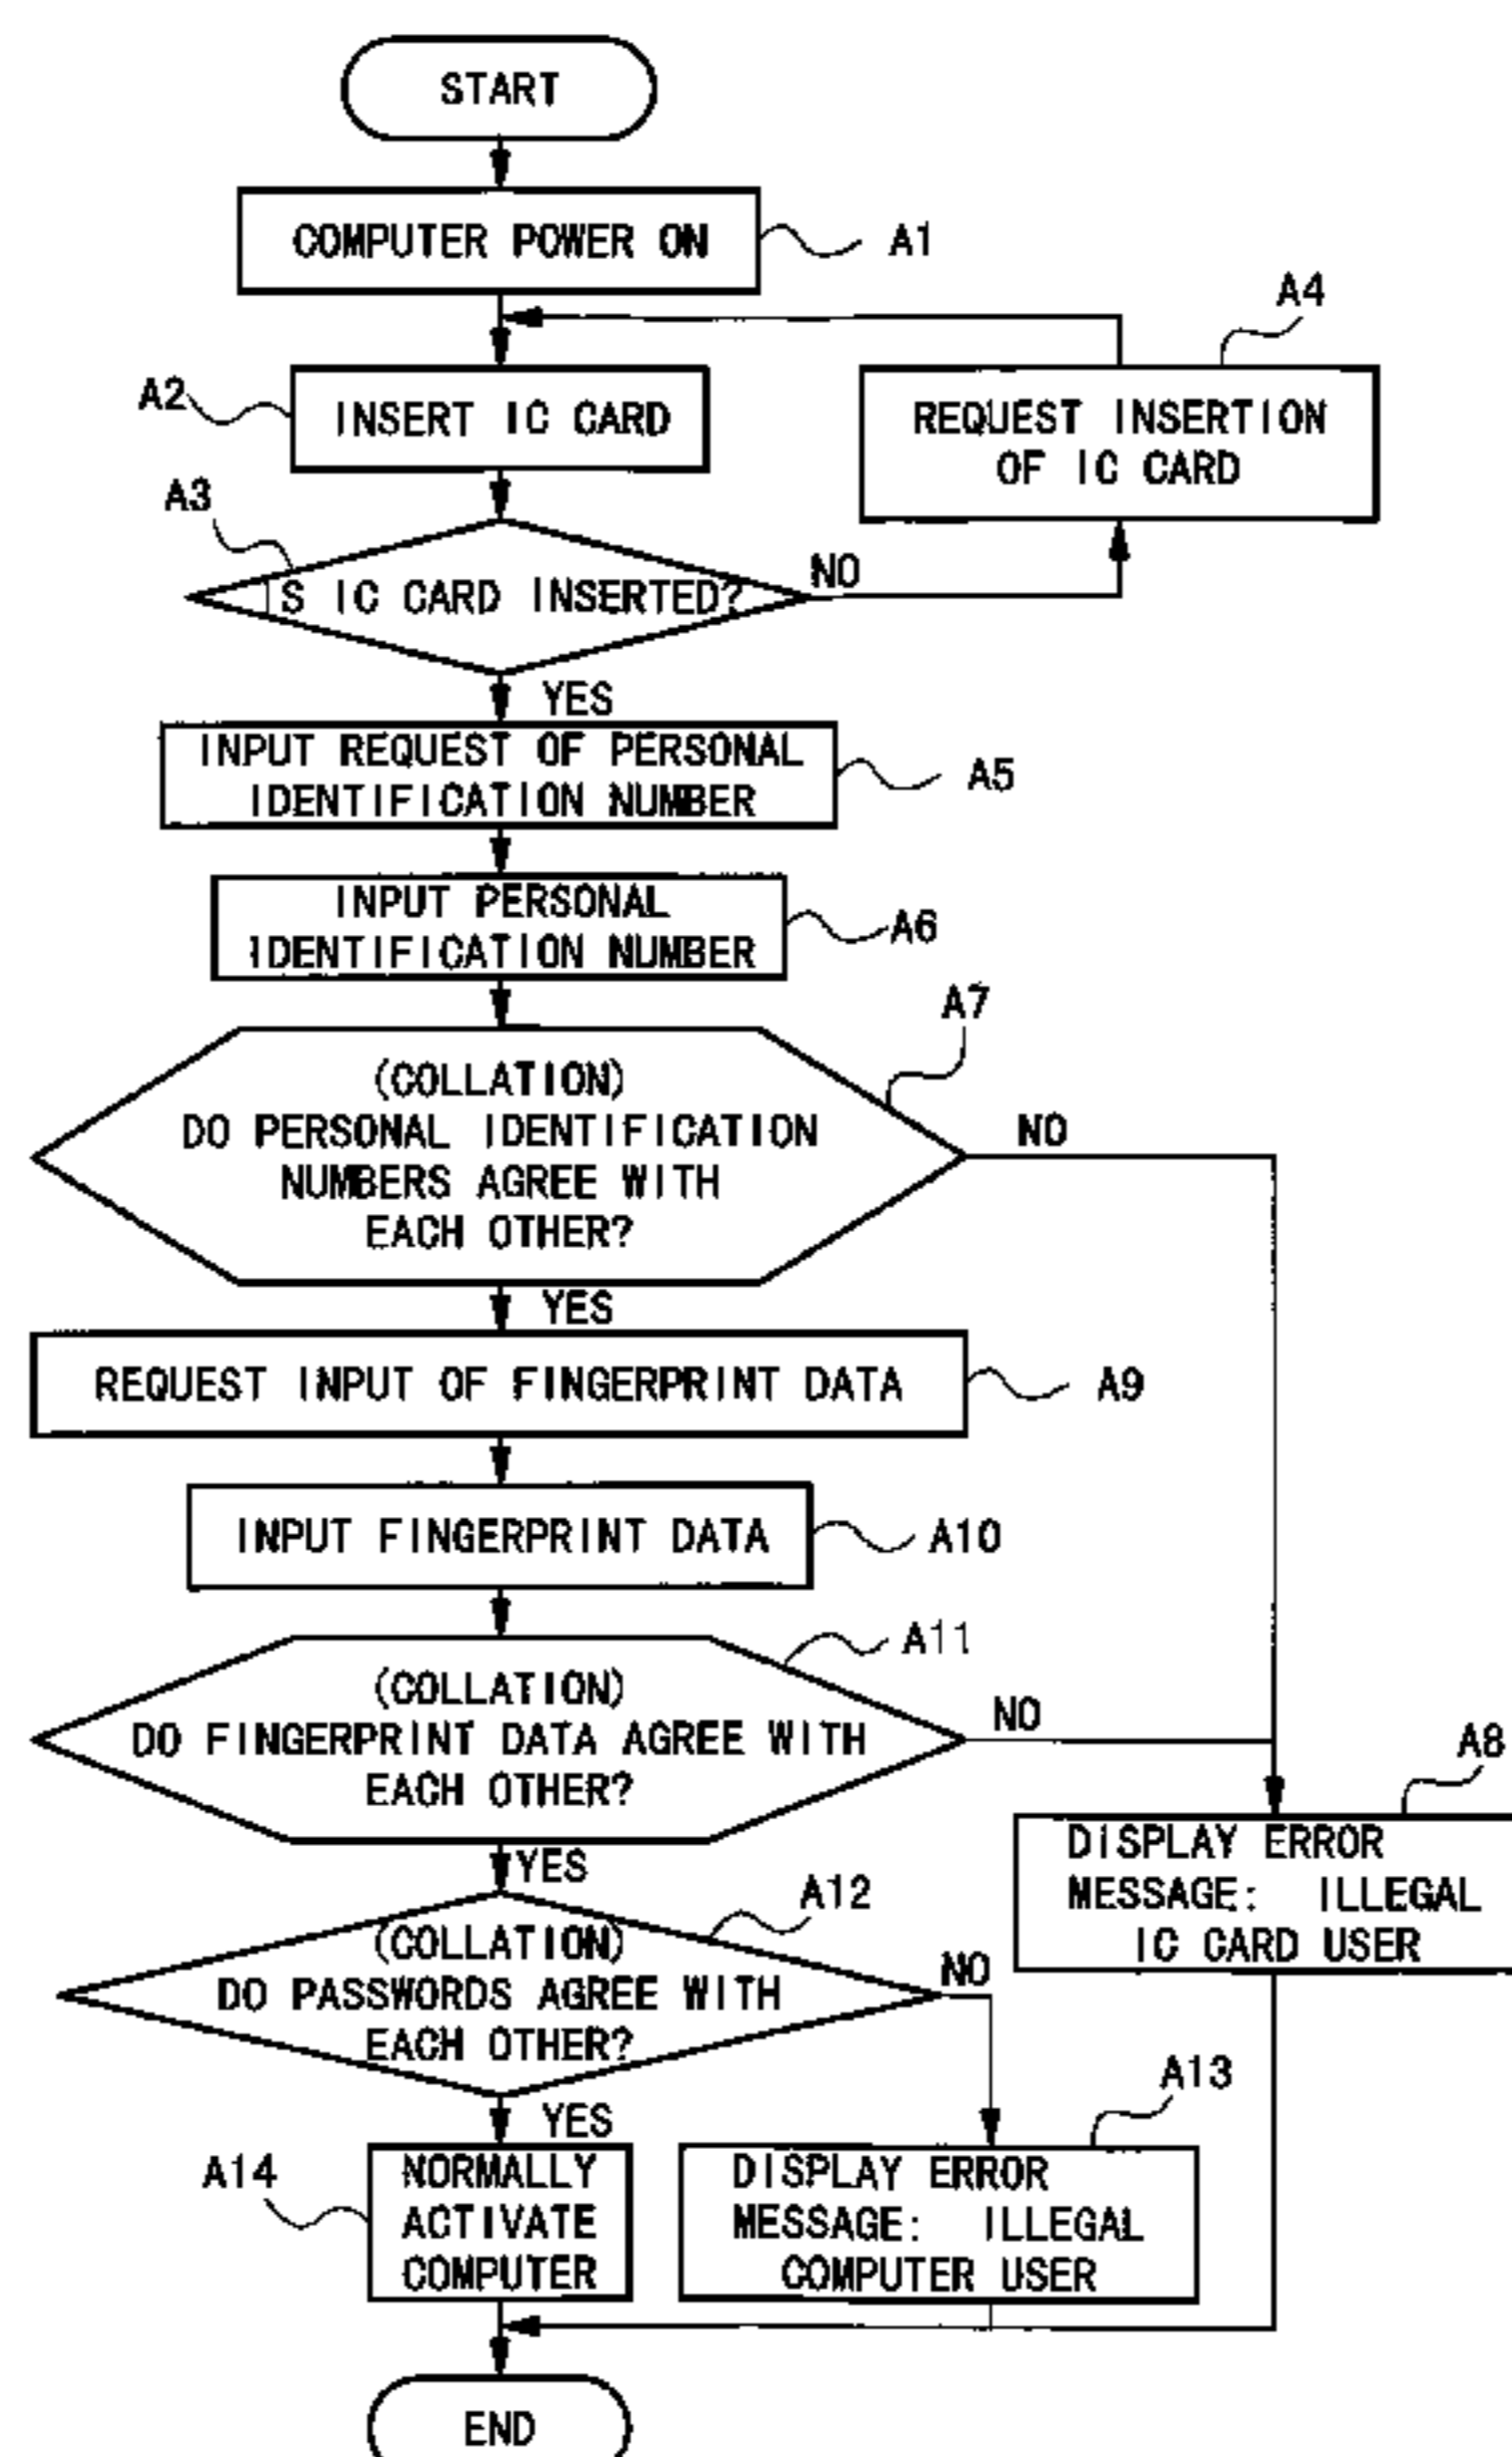 START
COMPUTER POWER ON
A1
A4
A2
INSERT IC CARD
REQUEST INSERTION
OF IC CARD
A3
IS IC CARD INSERTED?
NO
YES
INPUT REQUEST OF PERSONAL
IDENTIFICATION NUMBER
A5
INPUT PERSONAL
IDENTIFICATION NUMBER
A6
A7
(COLLATION)
DO PERSONAL IDENTIFICATION
NUMBERS AGREE WITH
EACH OTHER?
NO
YES
REQUEST INPUT OF FINGERPRINT DATA
A9
INPUT FINGERPRINT DATA
A10
A11
(COLLATION)
DO FINGERPRINT DATA AGREE WITH
EACH OTHER?
NO
A8
DISPLAY ERROR
MESSAGE: ILLEGAL
IC CARD USER
YES
A12
(COLLATION)
DO PASSWORDS AGREE WITH
EACH OTHER?
NO
A13
YES
A14
NORMALLY
ACTIVATE
COMPUTER
DISPLAY ERROR
MESSAGE: ILLEGAL
COMPUTER USER
END